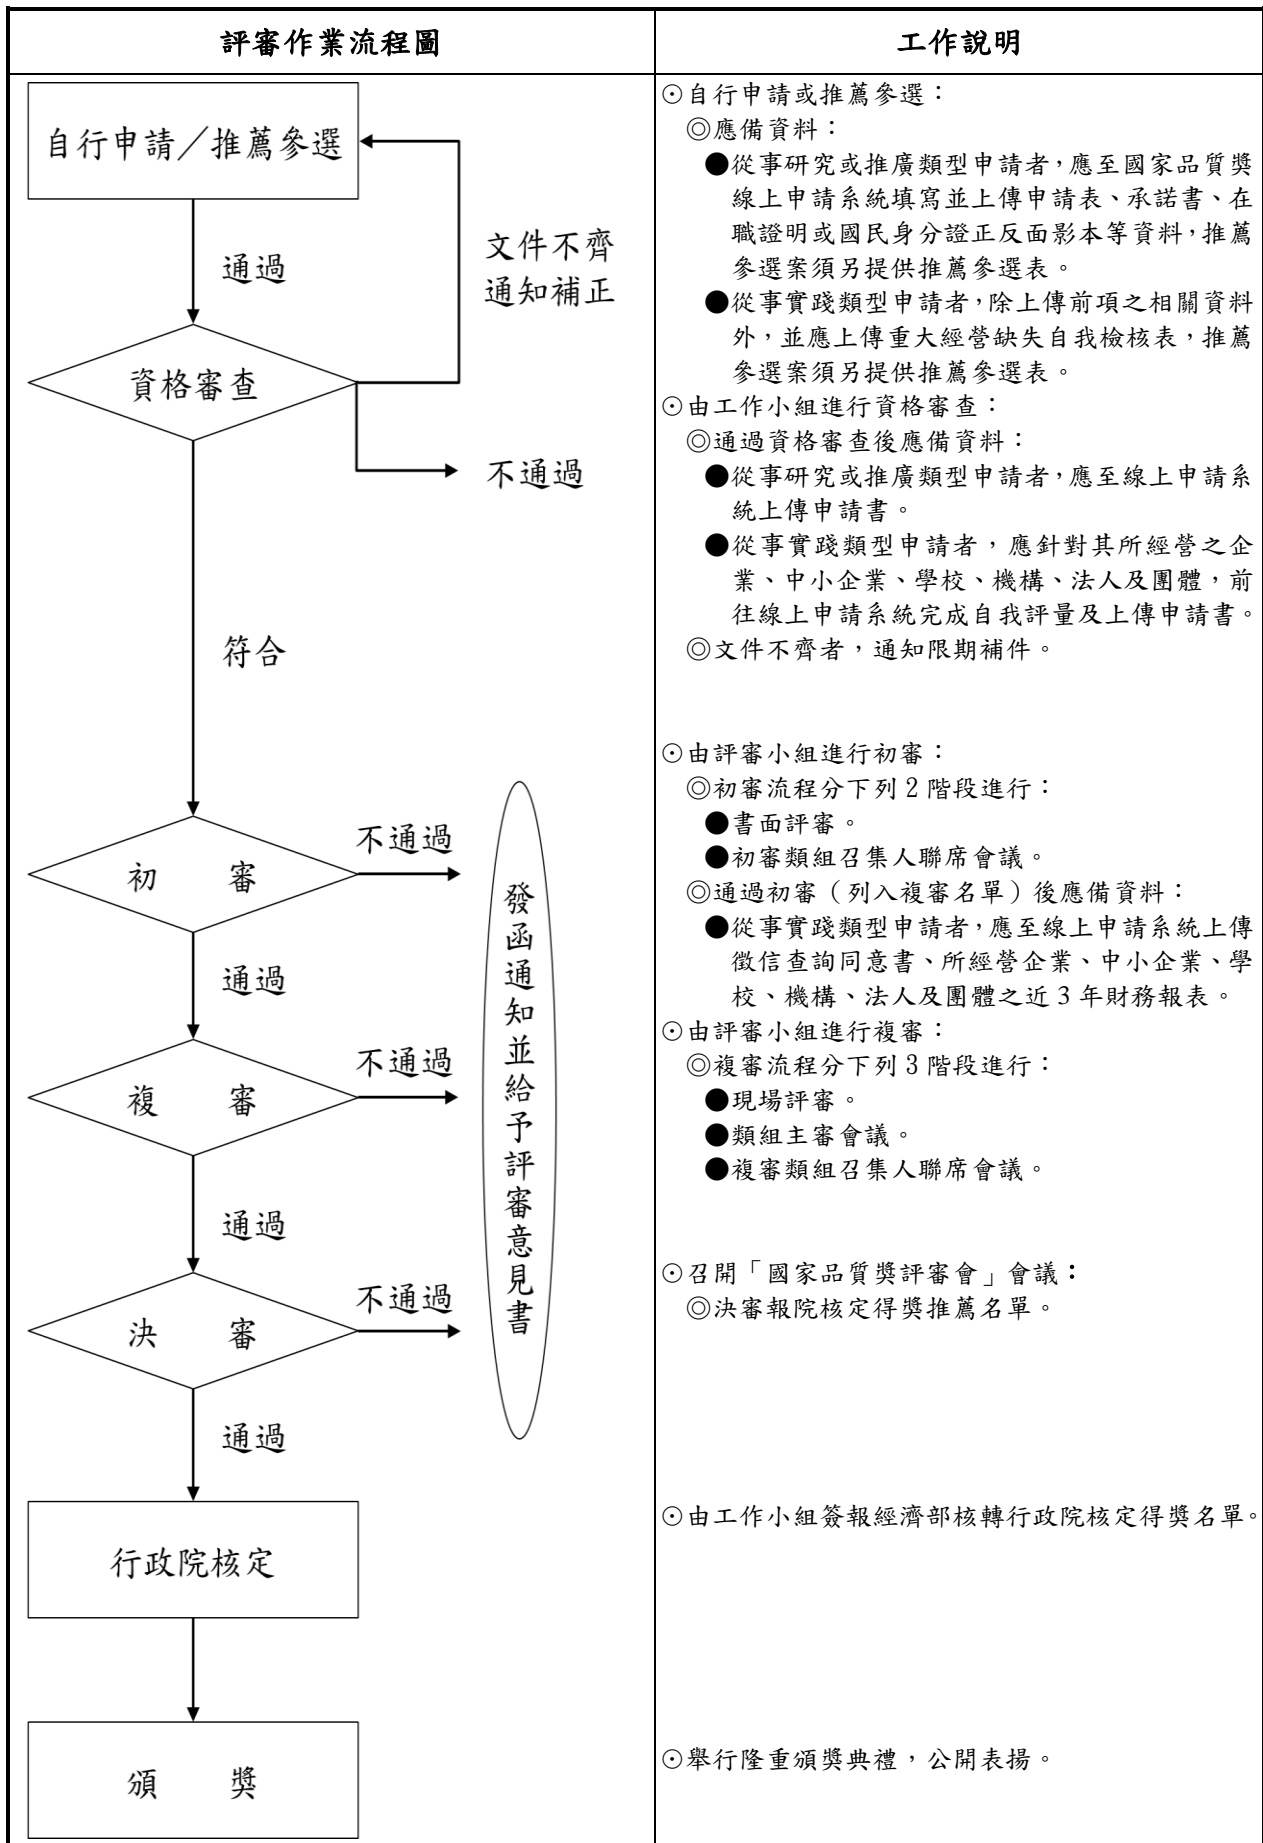 評審作業流程圖
工作說明
自行申請／推薦參選
通過
文件不齊
通知補正
資格審查
不通過
符合
初　　審
不通過
通過
複　　審
不通過
通過
決　　審
不通過
通過
發函通知並給予評審意見書
行政院核定
頒　　獎
⊙自行申請或推薦參選：
◎應備資料：
●從事研究或推廣類型申請者，應至國家品質獎
線上申請系統填寫並上傳申請表、承諾書、在
職證明或國民身分證正反面影本等資料，推薦
參選案須另提供推薦參選表。
●從事實踐類型申請者，除上傳前項之相關資料
外，並應上傳重大經營缺失自我檢核表，推薦
參選案須另提供推薦參選表。
⊙由工作小組進行資格審查：
◎通過資格審查後應備資料：
●從事研究或推廣類型申請者，應至線上申請系
統上傳申請書。
●從事實踐類型申請者，應針對其所經營之企
業、中小企業、學校、機構、法人及團體，前
往線上申請系統完成自我評量及上傳申請書。
◎文件不齊者，通知限期補件。
⊙由評審小組進行初審：
◎初審流程分下列 2 階段進行：
●書面評審。
●初審類組召集人聯席會議。
◎通過初審（列入複審名單）後應備資料：
●從事實踐類型申請者，應至線上申請系統上傳
徵信查詢同意書、所經營企業、中小企業、學
校、機構、法人及團體之近 3 年財務報表。
⊙由評審小組進行複審：
◎複審流程分下列 3 階段進行：
●現場評審。
●類組主審會議。
●複審類組召集人聯席會議。
⊙召開「國家品質獎評審會」會議：
◎決審報院核定得獎推薦名單。
⊙由工作小組簽報經濟部核轉行政院核定得獎名單。
⊙舉行隆重頒獎典禮，公開表揚。